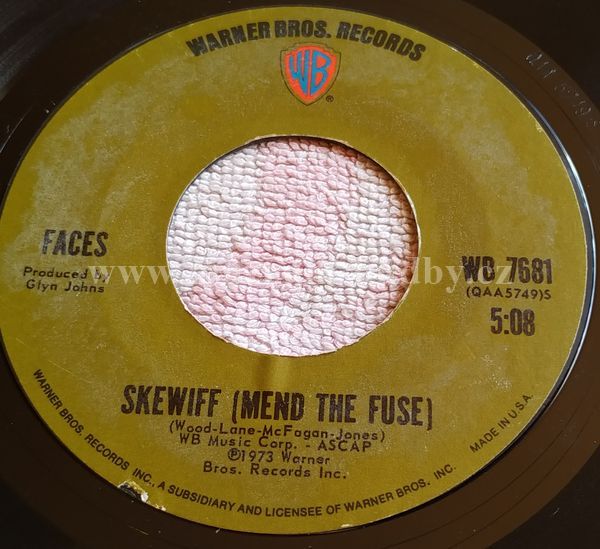 WARNER BROS. RECORDS
WB
®
FACES
Produced by
Glyn Johns
WB 7681
(QAA5749)S
5:08
SKEWIFF (MEND THE FUSE)
(Wood-Lane-McFagan-Jones)
WB Music Corp. - ASCAP
℗1973 Warner
Bros. Records Inc.
WARNER BROS. RECORDS INC., A SUBSIDIARY AND LICENSEE OF WARNER BROS. INC.
MADE IN U.S.A.